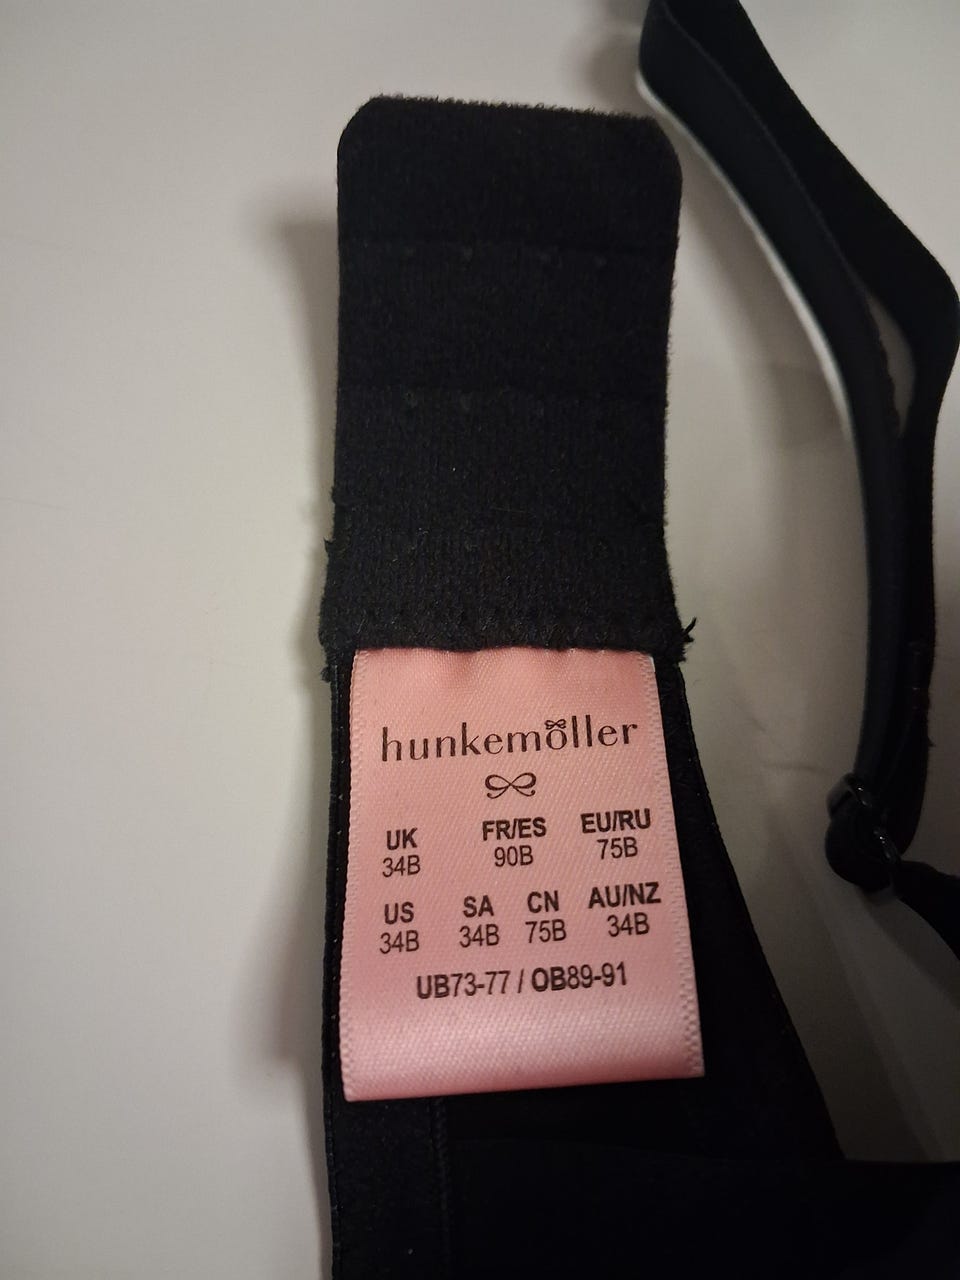 hunkemöller
UK FR/ES EU/RU
34B 90B 75B
US SA CN AU/NZ
34B 34B 75B 34B
UB73-77 / OB89-91